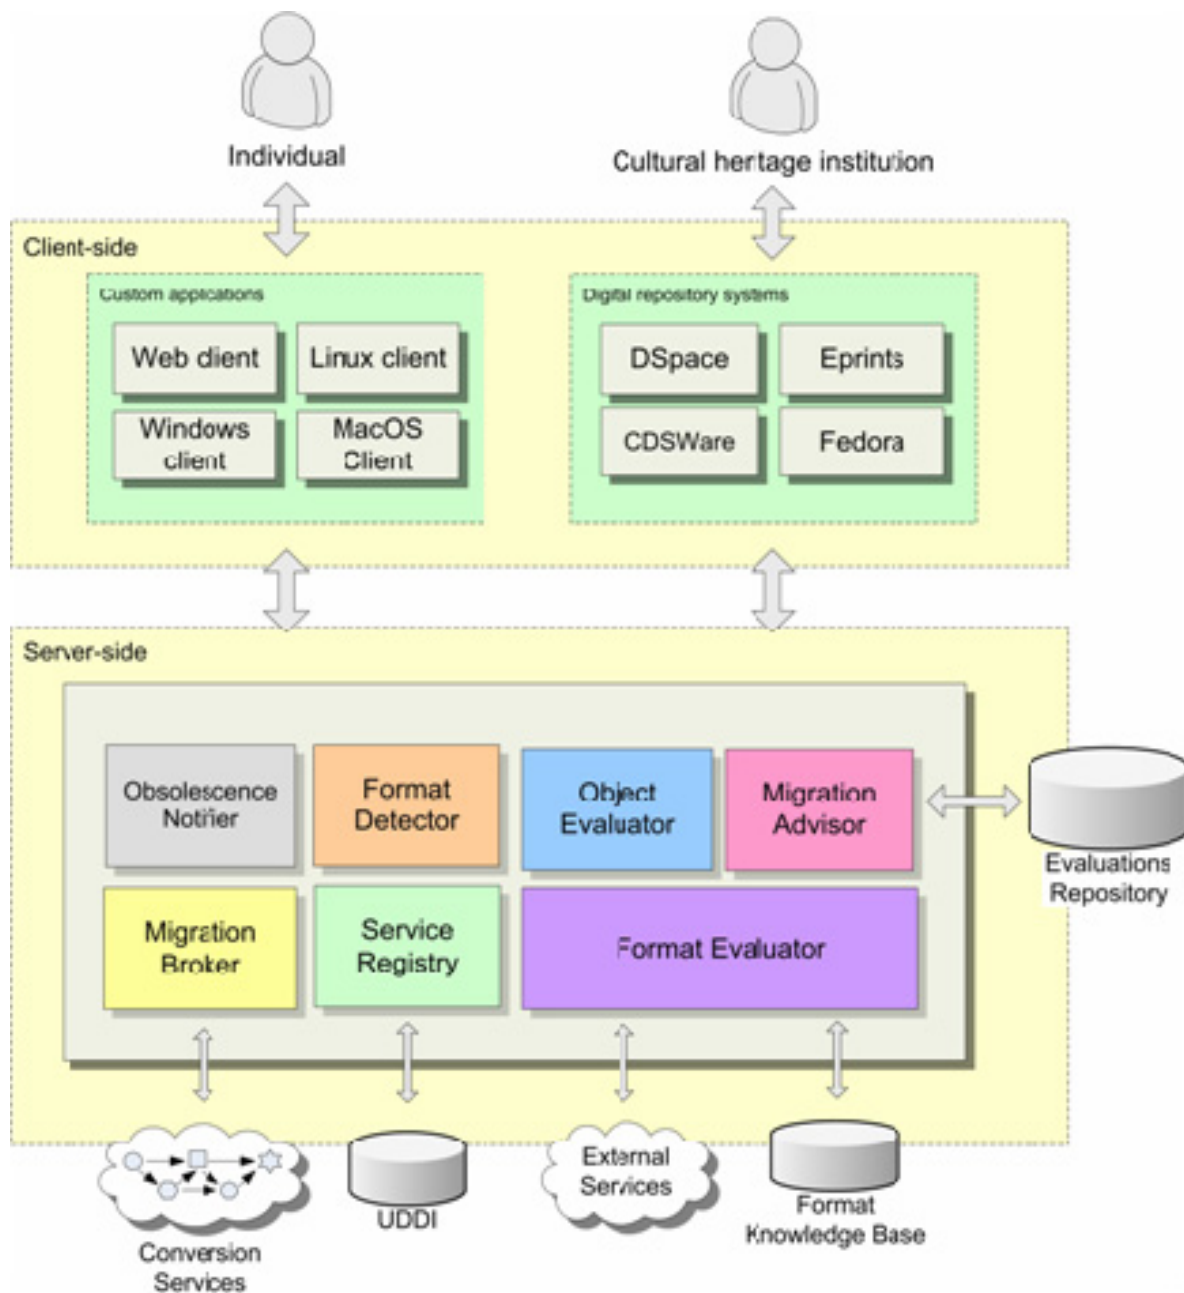 Individual
Cultural heritage institution
Client-side
Custom applications
Digital repository systems
Web client
Linux client
DSpace
Eprints
Windows
client
MacOS
Client
CDSWare
Fedora
Server-side
Obsolescence
Notifier
Format
Detector
Object
Evaluator
Migration
Advisor
Evaluations
Repository
Migration
Broker
Service
Registry
Format Evaluator
External
Services
UDDI
Format
Knowledge Base
Conversion
Services